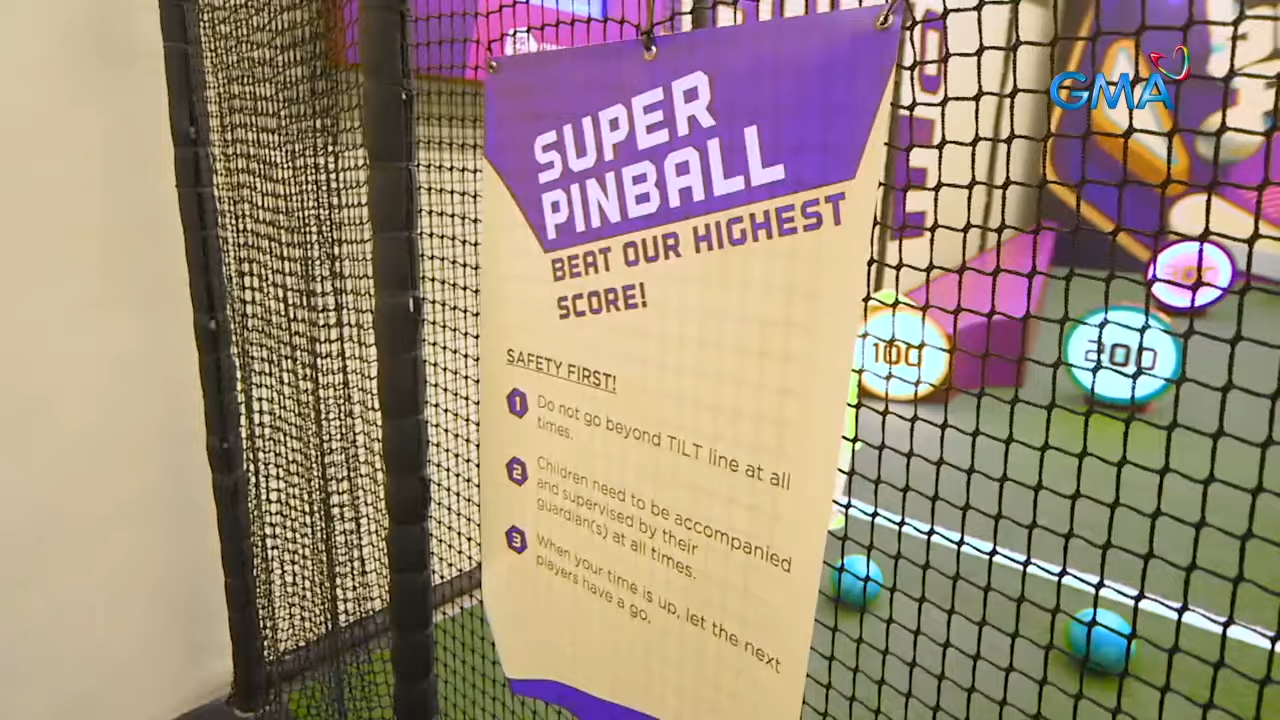 GMA
SUPER
PINBALL
BEAT OUR HIGHEST
SCORE!
SAFETY FIRST!
1 Do not go beyond TILT line at all
times.
2 Children need to be accompanied
and supervised by their
guardian(s) at all times.
3 When your time is up, let the next
players have a go.
100
200